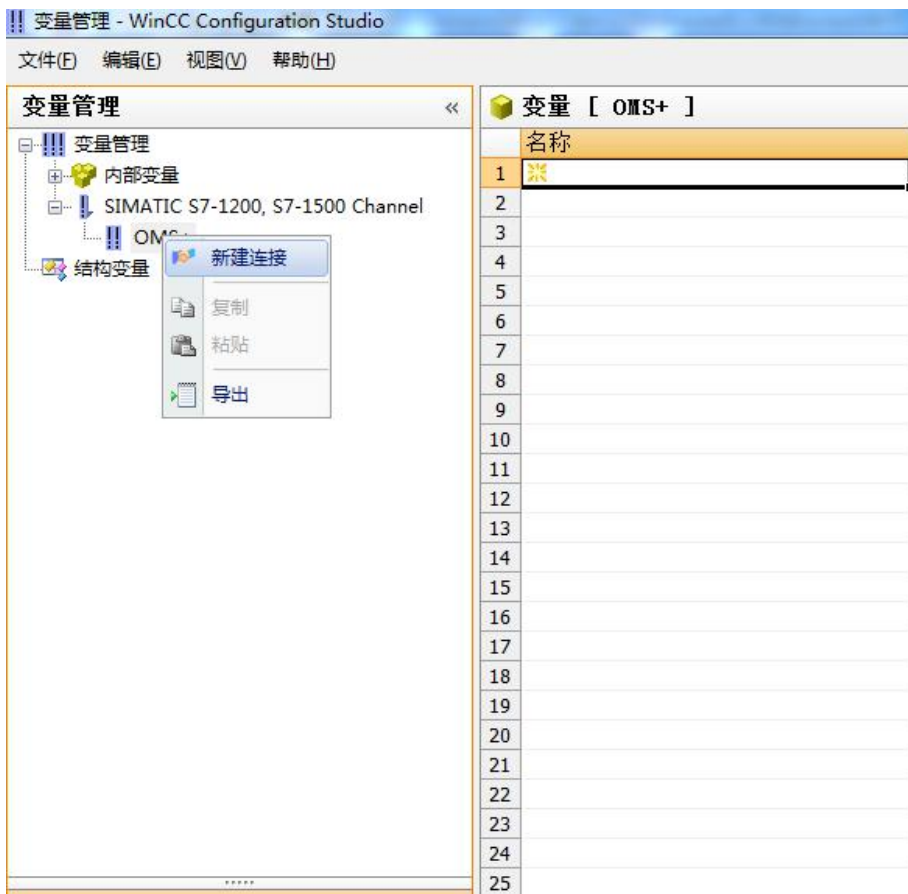 变量管理 - WinCC Configuration Studio
文件(F) 编辑(E) 视图(V) 帮助(H)
变量管理 «
变量管理
内部变量
SIMATIC S7-1200, S7-1500 Channel
结构变量
新建连接
复制
粘贴
导出
变量 [ OMS+ ]
名称
1
2
3
4
5
6
7
8
9
10
11
12
13
14
15
16
17
18
19
20
21
22
23
24
25